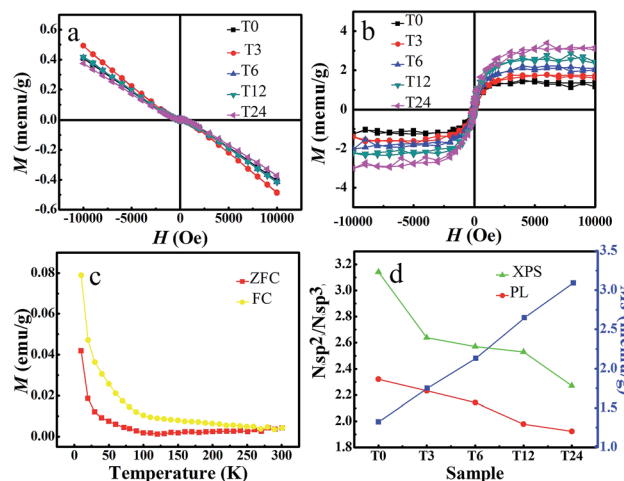 a
T0
T3
T6
T12
T24
M (memu/g)
0.6
0.4
0.2
0.0
-0.2
-0.4
-0.6
-10000 -5000 0 5000 10000
H (Oe)
b
T0
T3
T6
T12
T24
M (memu/g)
4
2
0
-2
-4
-10000 -5000 0 5000 10000
H (Oe)
c
ZFC
FC
M (emu/g)
0.08
0.06
0.04
0.02
0.00
0 50 100 150 200 250 300
Temperature (K)
d
XPS
PL
Nsp²/Nsp³
3.2
3.0
2.8
2.6
2.4
2.2
2.0
1.8
T0 T3 T6 T12 T24
Sample
3.5
3.0
2.5
2.0
1.5
1.0